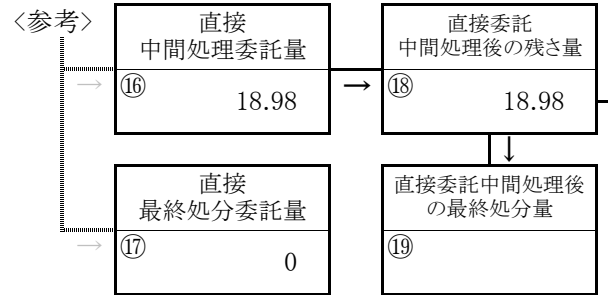 〈参考〉
直接
中間処理委託量
⑯
18.98
→
→
直接委託
中間処理後の残さ量
⑱
18.98
↓
直接
最終処分委託量
⑰
0
→
直接委託中間処理後
の最終処分量
⑲